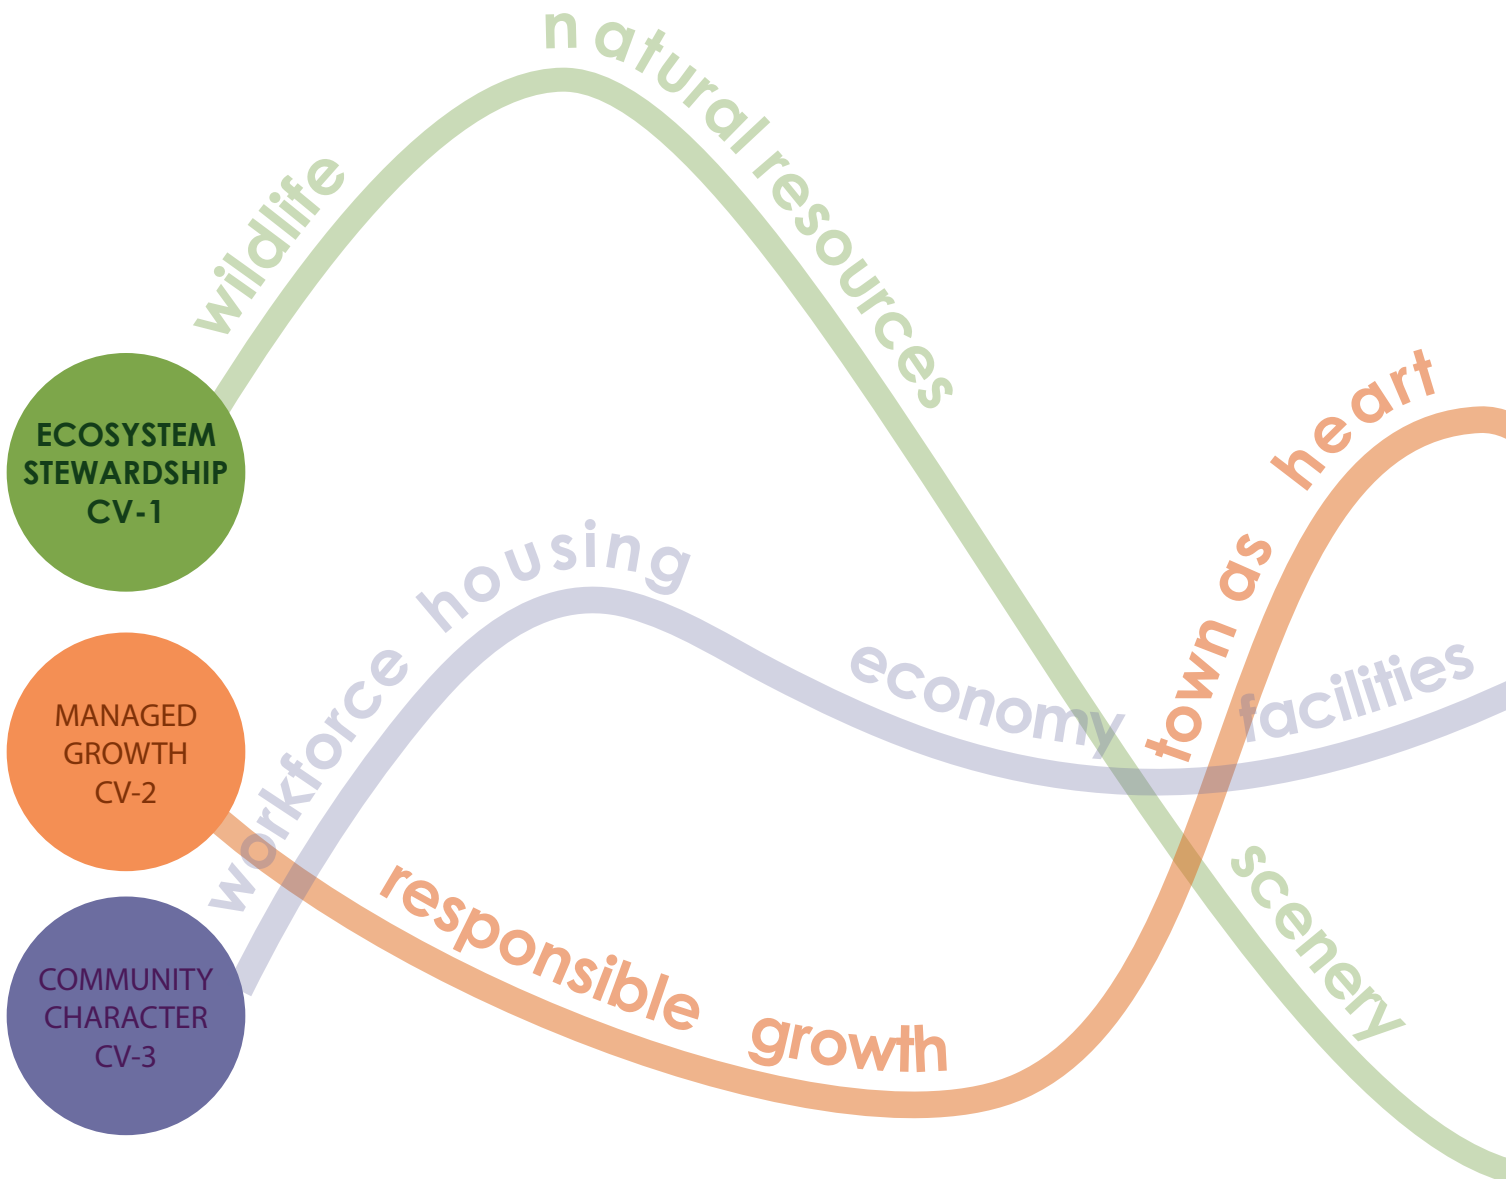 natural resources
wildlife
town as heart
ECOSYSTEM
STEWARDSHIP
CV-1
workforce housing
economy
facilities
MANAGED
GROWTH
CV-2
responsible growth
scenery
COMMUNITY
CHARACTER
CV-3